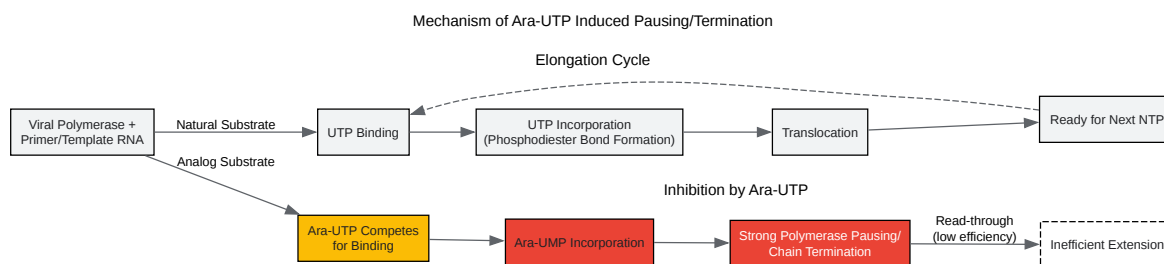 Mechanism of Ara-UTP Induced Pausing/Termination
Elongation Cycle
Viral Polymerase +
Primer/Template RNA
Natural Substrate
Analog Substrate
UTP Binding
UTP Incorporation
(Phosphodiester Bond Formation)
Translocation
Ready for Next NTP
Inhibition by Ara-UTP
Ara-UTP Competes
for Binding
Ara-UMP Incorporation
Strong Polymerase Pausing/
Chain Termination
Read-through
(low efficiency)
Inefficient Extension